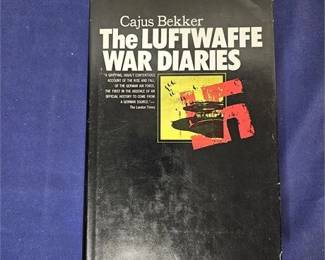 Cajus Bekker
The LUFTWAFFE
WAR DIARIES
"A GRIPPING, HIGHLY CONTENTIOUS
ACCOUNT OF THE RISE AND FALL
OF THE GERMAN AIR FORCE,
THE FIRST IN THE ABSENCE OF AN
OFFICIAL HISTORY TO COME FROM
A GERMAN SOURCE."—
The London Times